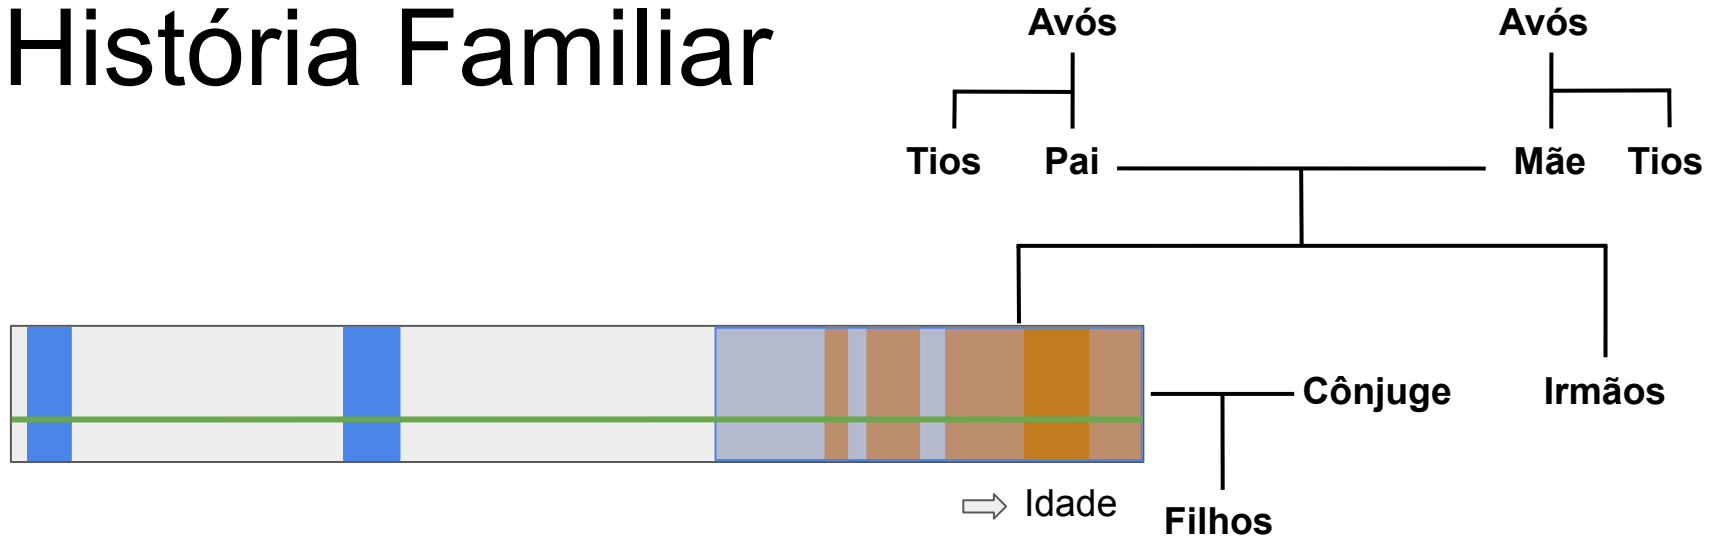 História Familiar
Avós
Avós
Tios
Pai
Mãe
Tios
Cônjuge
Irmãos
Idade
Filhos